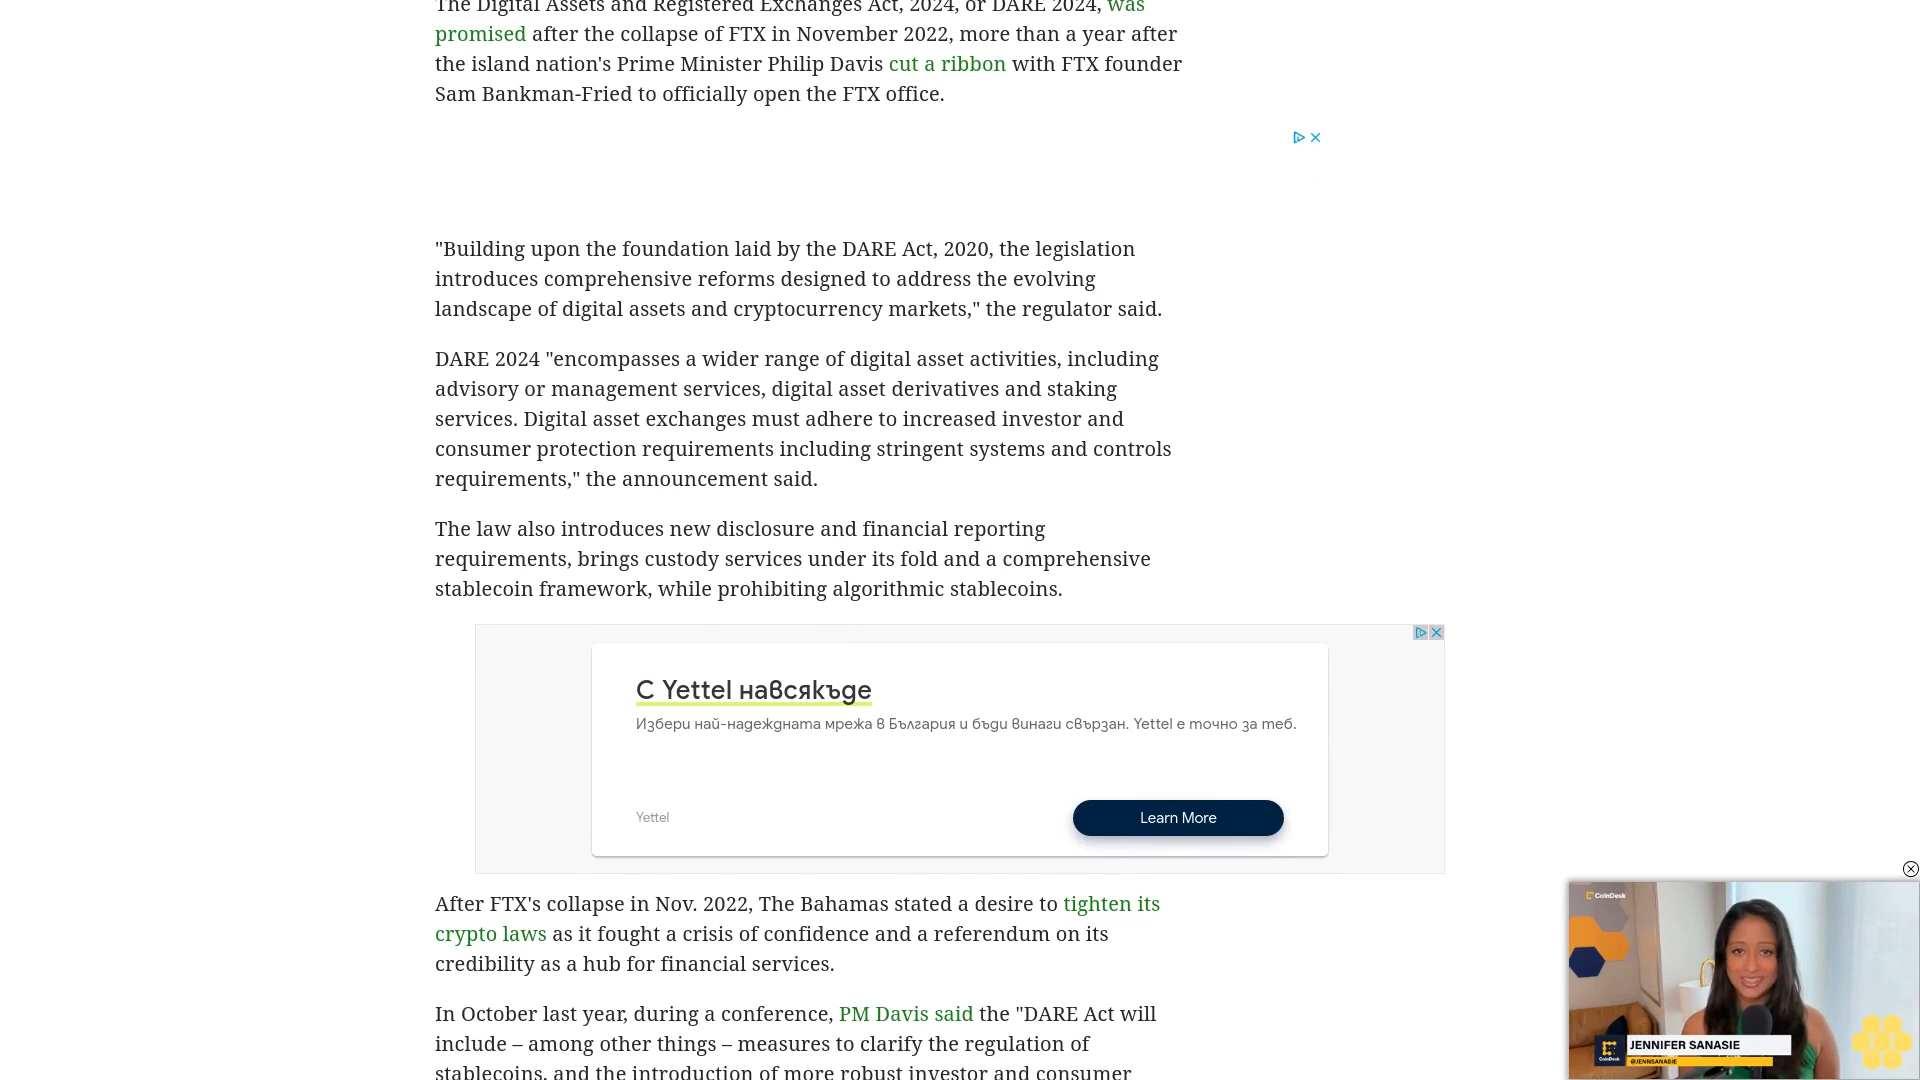 The Digital Assets and Registered Exchanges Act, 2024, or DARE 2024, was
promised after the collapse of FTX in November 2022, more than a year after
the island nation's Prime Minister Philip Davis cut a ribbon with FTX founder
Sam Bankman-Fried to officially open the FTX office.
"Building upon the foundation laid by the DARE Act, 2020, the legislation
introduces comprehensive reforms designed to address the evolving
landscape of digital assets and cryptocurrency markets," the regulator said.
DARE 2024 "encompasses a wider range of digital asset activities, including
advisory or management services, digital asset derivatives and staking
services. Digital asset exchanges must adhere to increased investor and
consumer protection requirements including stringent systems and controls
requirements," the announcement said.
The law also introduces new disclosure and financial reporting
requirements, brings custody services under its fold and a comprehensive
stablecoin framework, while prohibiting algorithmic stablecoins.
С Yettel навсякъде
Избери най-надеждната мрежа в България и бъди винаги свързан. Yettel е точно за теб.
Yettel
Learn More
After FTX's collapse in Nov. 2022, The Bahamas stated a desire to tighten its
crypto laws as it fought a crisis of confidence and a referendum on its
credibility as a hub for financial services.
In October last year, during a conference, PM Davis said the "DARE Act will
include – among other things – measures to clarify the regulation of
stablecoins, and the introduction of more robust investor and consumer
CoinDesk
JENNIFER SANASIE
@JENNSANASIE
CoinDesk